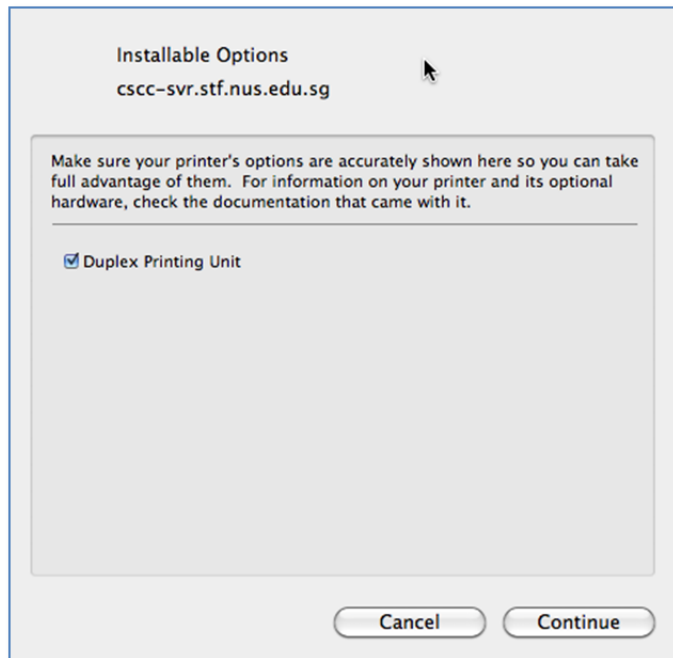 Installable Options
cscc-svr.stf.nus.edu.sg
Make sure your printer's options are accurately shown here so you can take
full advantage of them.  For information on your printer and its optional
hardware, check the documentation that came with it.
Duplex Printing Unit
Cancel
Continue